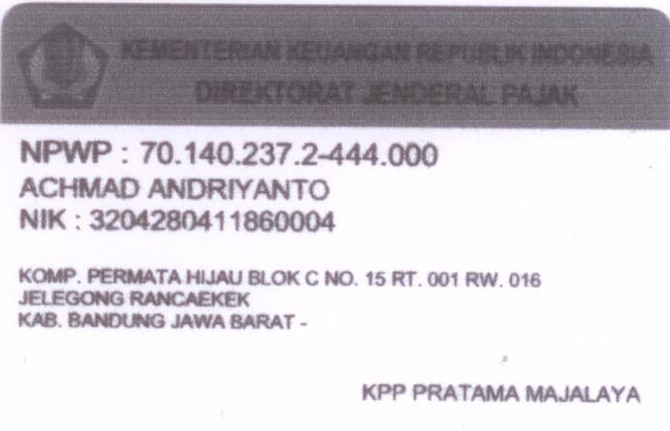 KEMENTERIAN KEUANGAN REPUBLIK INDONESIA
DIREKTORAT JENDERAL PAJAK
NPWP : 70.140.237.2-444.000
ACHMAD ANDRIYANTO
NIK : 3204280411860004
KOMP. PERMATA HIJAU BLOK C NO. 15 RT. 001 RW. 016
JELEGONG RANCAEKEK
KAB. BANDUNG JAWA BARAT -
KPP PRATAMA MAJALAYA